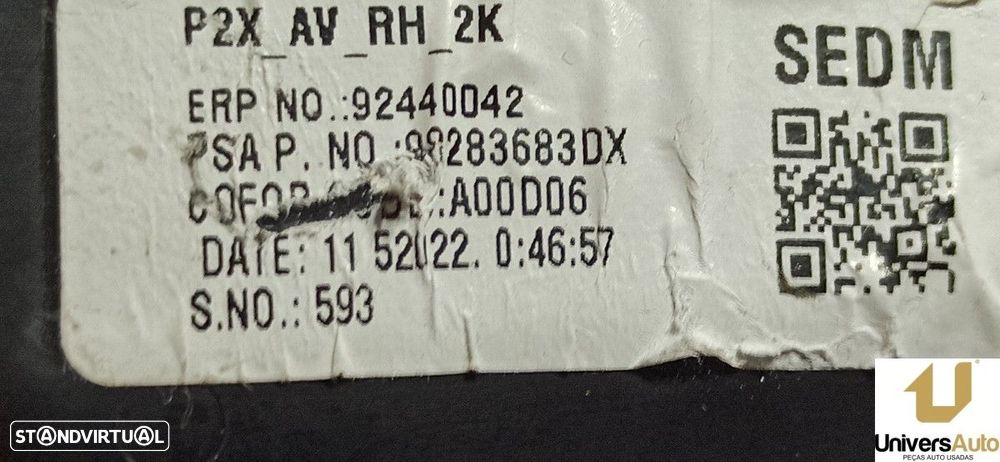 P2X_AV_RH_2K
SEDM
ERP NO.:92440042
PSA P. NO.:98283683DX
:A00D06
DATE: 11 52022. 0:46:57
S.NO.: 593
STANDVIRTUAL
UniversAuto
PEÇAS AUTO USADAS